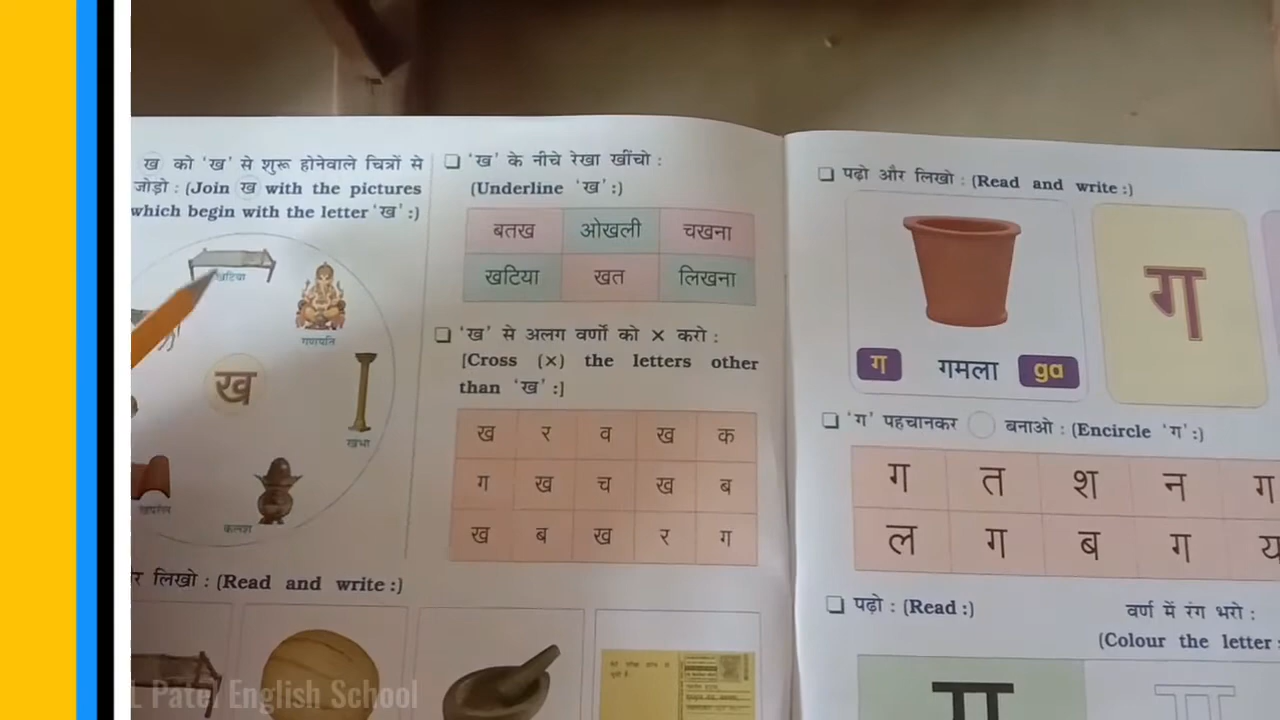 ख को 'ख' से शुरू होनेवाले चित्रों से
जोड़ो : (Join ख with the pictures
which begin with the letter 'ख' :)
खटिया
गणपति
ख
खंभा
खपरैल
कलश
र लिखो : (Read and write :)
'ख' के नीचे रेखा खींचो :
(Underline 'ख' :)
बतख ओखली चखना
खटिया खत लिखना
'ख' से अलग वर्णों को × करो :
[Cross (×) the letters other
than 'ख' :]
ख र व ख क
ग ख च ख ब
ख ब ख र ग
पढ़ो और लिखो : (Read and write :)
ग गमला ga
ग
'ग' पहचानकर बनाओ : (Encircle 'ग' :)
ग त श न ग
ल ग ब ग य
पढ़ो : (Read :)
वर्ण में रंग भरो :
(Colour the letter :
L Patel English School